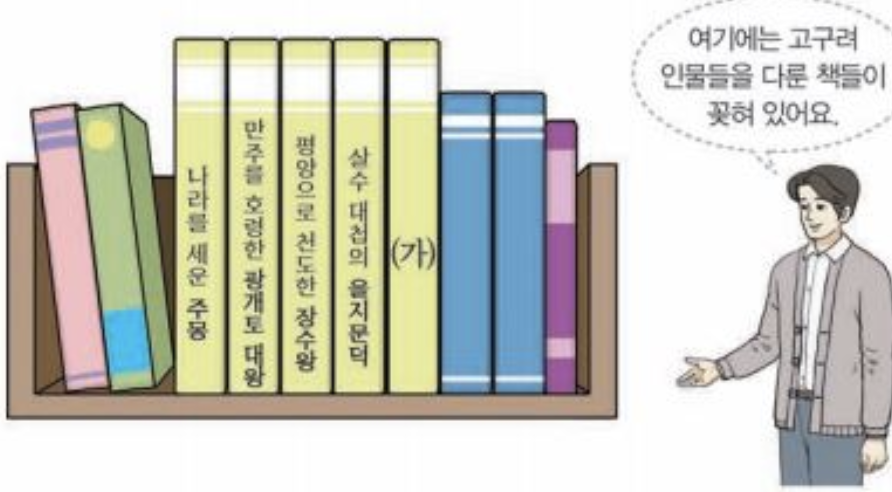 여기에는 고구려
인물들을 다룬 책들이
꽂혀 있어요.
나라를 세운 주몽
만주를 호령한 광개토 대왕
평양으로 천도한 장수왕
살수 대첩의 을지문덕
(가)